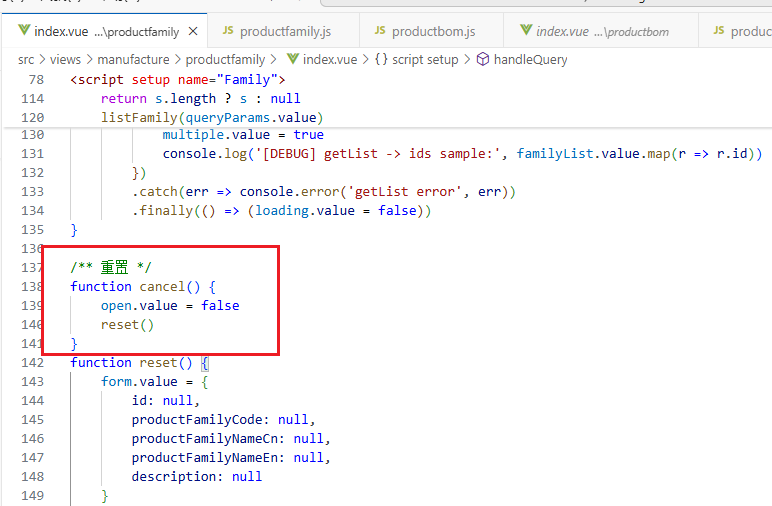 index.vue ...\productfamily
JS productfamily.js
JS productbom.js
index.vue ...\productbom
JS produc
src > views > manufacture > productfamily > index.vue > {} script setup > handleQuery
78 <script setup name="Family">
114 return s.length ? s : null
120 listFamily(queryParams.value)
130 multiple.value = true
131 console.log('[DEBUG] getList -> ids sample:', familyList.value.map(r => r.id))
132 })
133 .catch(err => console.error('getList error', err))
134 .finally(() => (loading.value = false))
135 }
136
137 /** 重置 */
138 function cancel() {
139 open.value = false
140 reset()
141 }
142 function reset() {
143 form.value = {
144 id: null,
145 productFamilyCode: null,
146 productFamilyNameCn: null,
147 productFamilyNameEn: null,
148 description: null
149 }